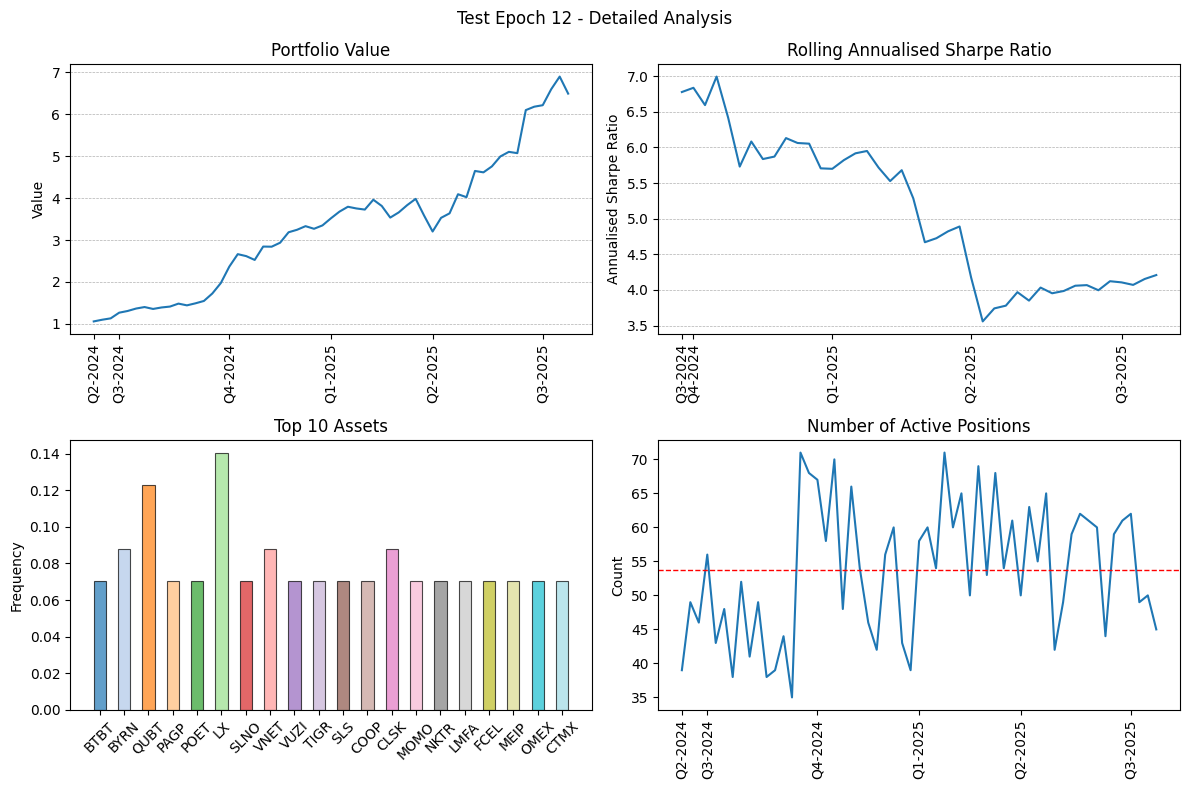 Test Epoch 12 - Detailed Analysis
Portfolio Value
Value
7
6
5
4
3
2
1
Q2-2024
Q3-2024
Q4-2024
Q1-2025
Q2-2025
Q3-2025
Rolling Annualised Sharpe Ratio
Annualised Sharpe Ratio
7.0
6.5
6.0
5.5
5.0
4.5
4.0
3.5
Q3-2024
Q4-2024
Q1-2025
Q2-2025
Q3-2025
Top 10 Assets
Frequency
0.14
0.12
0.10
0.08
0.06
0.04
0.02
0.00
BTBT
BYRN
QUBT
PAGP
POET
LX
SLNO
VNET
VUZI
TIGR
SLS
COOP
CLSK
MOMO
NKTR
LMFA
FCEL
MEIP
OMEX
CTMX
Number of Active Positions
Count
70
65
60
55
50
45
40
35
Q2-2024
Q3-2024
Q4-2024
Q1-2025
Q2-2025
Q3-2025